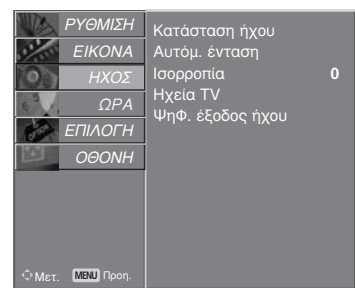 ΡΥΘΜΙΣΗ
ΕΙΚΟΝΑ
ΗΧΟΣ
ΩΡΑ
ΕΠΙΛΟΓΗ
ΟΘΟΝΗ
Κατάσταση ήχου
Αυτόμ. ένταση
Ισορροπία 0
Ηχεία TV
ΨηΦ. έξοδος ήχου
Μετ. MENU Προη.